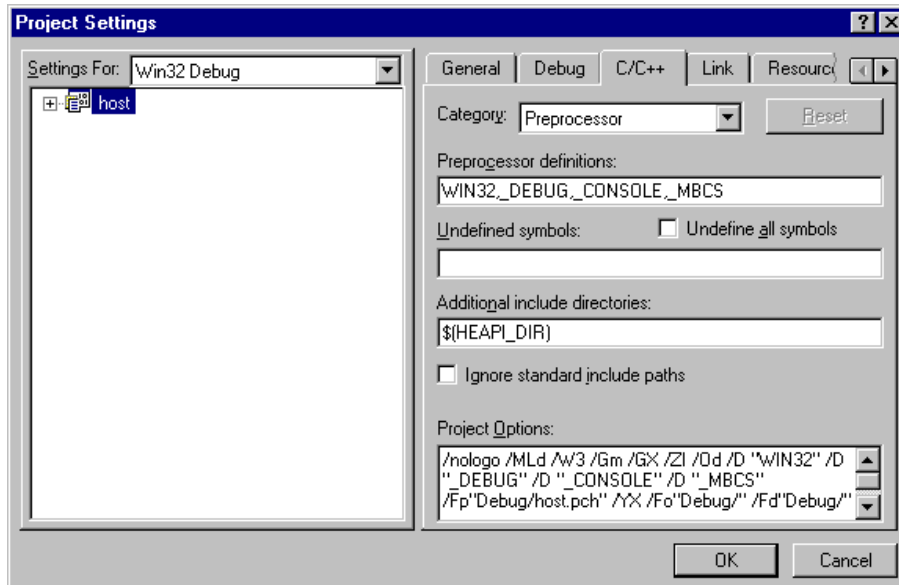 Project Settings
Settings For: Win32 Debug
host
General Debug C/C++ Link Resourc
Category: Preprocessor Reset
Preprocessor definitions:
WIN32,_DEBUG,_CONSOLE,_MBCS
Undefined symbols: Undefine all symbols
Additional include directories:
$(HEAPI_DIR)
Ignore standard include paths
Project Options:
/nologo /MLd /W3 /Gm /GX /ZI /Od /D "WIN32" /D
"_DEBUG" /D "_CONSOLE" /D "_MBCS"
/Fp"Debug/host.pch" /YX /Fo"Debug/" /Fd"Debug/"
OK Cancel